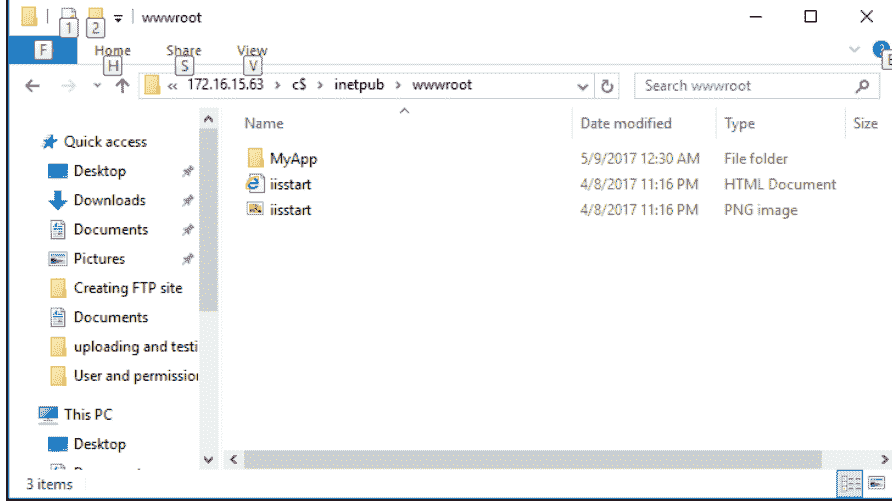 wwwroot
1 2
F Home Share View
H S V E
« 172.16.15.63 > c$ > inetpub > wwwroot Search wwwroot
Name Date modified Type Size
Quick access
Desktop
Downloads
Documents
Pictures
Creating FTP site
Documents
uploading and testi
User and permission
This PC
Desktop
MyApp 5/9/2017 12:30 AM File folder
iisstart 4/8/2017 11:16 PM HTML Document
iisstart 4/8/2017 11:16 PM PNG image
3 items